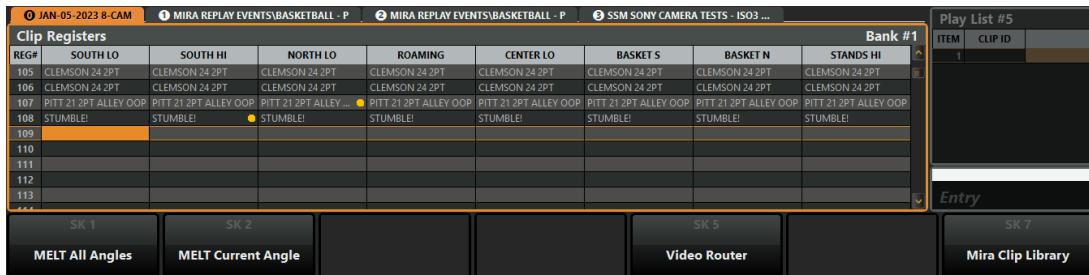 0 JAN-05-2023 8-CAM 1 MIRA REPLAY EVENTS\BASKETBALL - P 2 MIRA REPLAY EVENTS\BASKETBALL - P 3 SSM SONY CAMERA TESTS - ISO3 ... Play List #5
Clip Registers Bank #1 ITEM CLIP ID
REG# SOUTH LO SOUTH HI NORTH LO ROAMING CENTER LO BASKET S BASKET N STANDS HI 1
105 CLEMSON 24 2PT CLEMSON 24 2PT CLEMSON 24 2PT CLEMSON 24 2PT CLEMSON 24 2PT CLEMSON 24 2PT CLEMSON 24 2PT CLEMSON 24 2PT
106 CLEMSON 24 2PT CLEMSON 24 2PT CLEMSON 24 2PT CLEMSON 24 2PT CLEMSON 24 2PT CLEMSON 24 2PT CLEMSON 24 2PT CLEMSON 24 2PT
107 PITT 21 2PT ALLEY OOP PITT 21 2PT ALLEY OOP PITT 21 2PT ALLEY ... PITT 21 2PT ALLEY OOP PITT 21 2PT ALLEY OOP PITT 21 2PT ALLEY OOP PITT 21 2PT ALLEY OOP PITT 21 2PT ALLEY OOP
108 STUMBLE! STUMBLE! STUMBLE! STUMBLE! STUMBLE! STUMBLE! STUMBLE! STUMBLE!
109
110
111
112
113
Entry
SK 1 SK 2 SK 5 SK 7
MELT All Angles MELT Current Angle Video Router Mira Clip Library